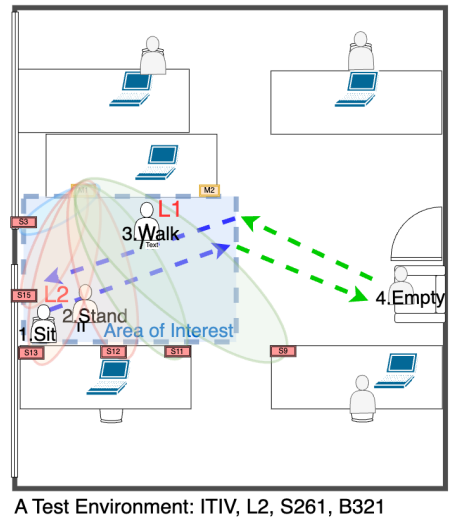 M2
L1
S3
3.Walk
Text
S15
L2
2.Stand
4.Empty
1.Sit
Area of Interest
S13
S12
S11
S9
A Test Environment: ITIV, L2, S261, B321